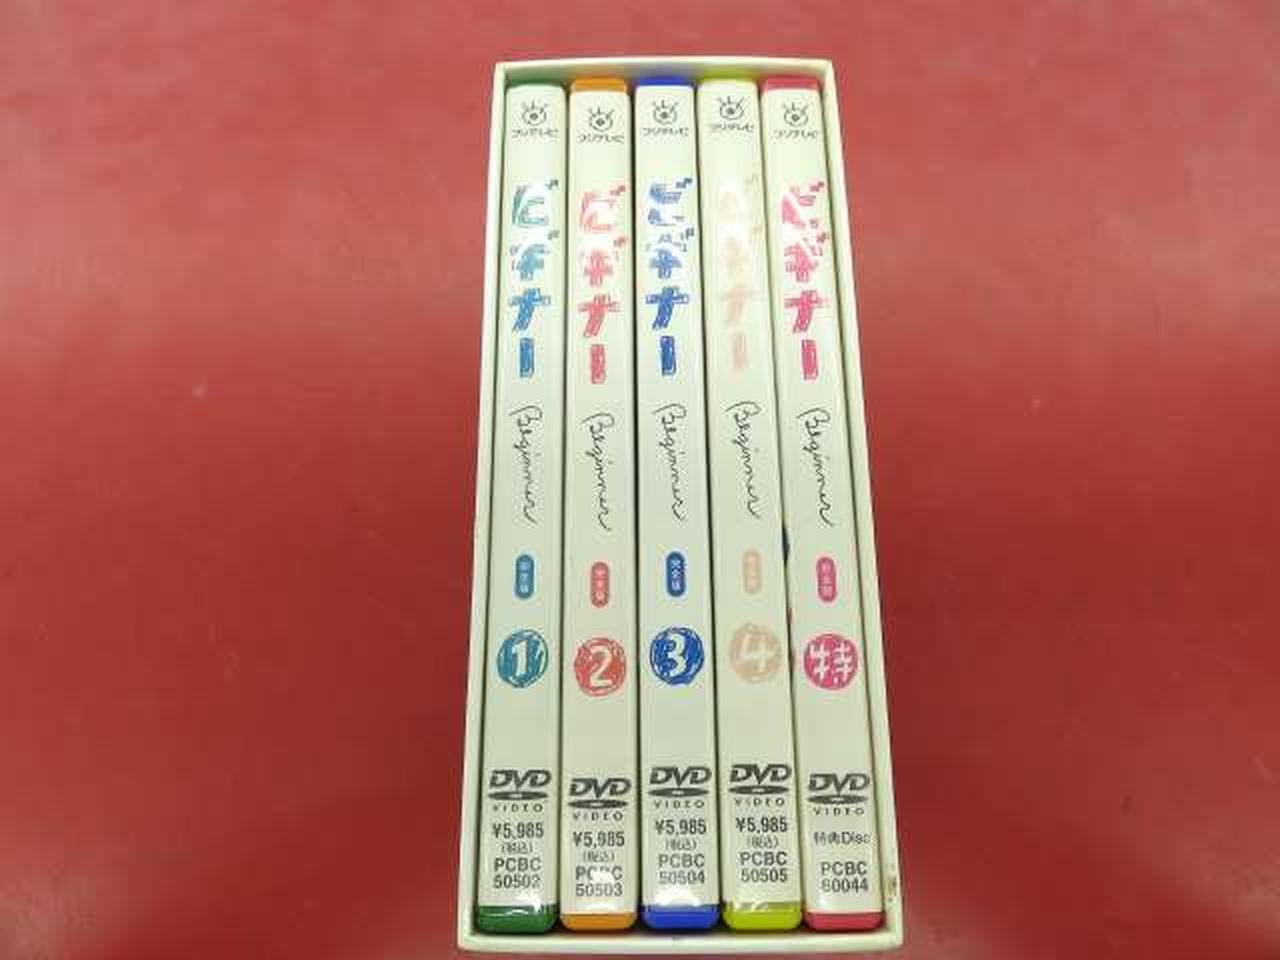 フジテレビ
ビギナー
Beginner
完全版
1
DVD
VIDEO
¥5,985
(税込)
PCBC
50502
フジテレビ
ビギナー
Beginner
完全版
2
DVD
VIDEO
¥5,985
(税込)
PCBC
50503
フジテレビ
ビギナー
Beginner
完全版
3
DVD
VIDEO
¥5,985
(税込)
PCBC
50504
フジテレビ
ビギナー
Beginner
完全版
4
DVD
VIDEO
¥5,985
(税込)
PCBC
50505
フジテレビ
ビギナー
Beginner
完全版
DVD
VIDEO
特典Disc
PCBC
60044